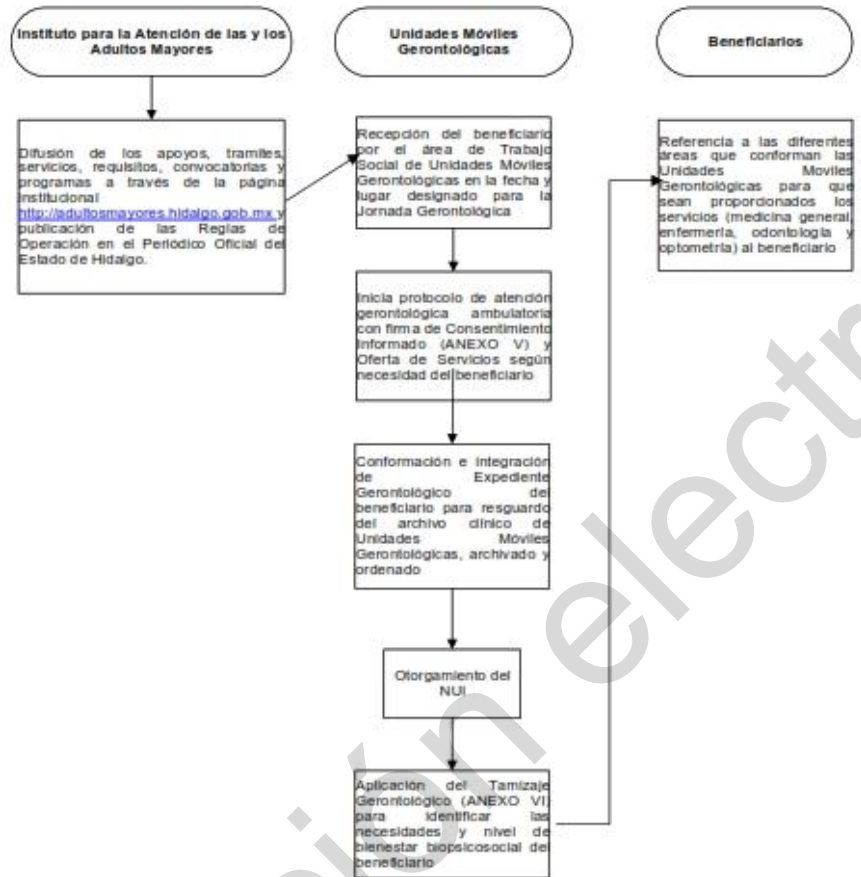 Instituto para la Atención de las y los
Adultos Mayores
Difusión de los apoyos, tramites,
servicios, requisitos, convocatorias y
programas a través de la página
institucional
http://adultosmayores.hidalgo.gob.mx y
publicación de las Reglas de
Operación en el Periódico Oficial del
Estado de Hidalgo.
Unidades Móviles
Gerontológicas
Recepción del beneficiario
por el área de Trabajo
Social de Unidades Móviles
Gerontológicas en la fecha y
lugar designado para la
Jornada Gerontológica
Inicia protocolo de atención
gerontológica ambulatoria
con firma de Consentimiento
Informado (ANEXO V) y
Oferta de Servicios según
necesidad del beneficiario
Conformación e integración
de Expediente
Gerontológico del
beneficiario para resguardo
del archivo clínico de
Unidades Móviles
Gerontológicas, archivado y
ordenado
Otorgamiento del
NUI
Aplicación del Tamizaje
Gerontológico (ANEXO VI)
para identificar las
necesidades y nivel de
bienestar biopsicosocial del
beneficiario
Beneficiarios
Referencia a las diferentes
áreas que conforman las
Unidades Moviles
Gerontológicas para que
sean proporcionados los
servicios (medicina general,
enfermería, odontología y
optometría) al beneficiario